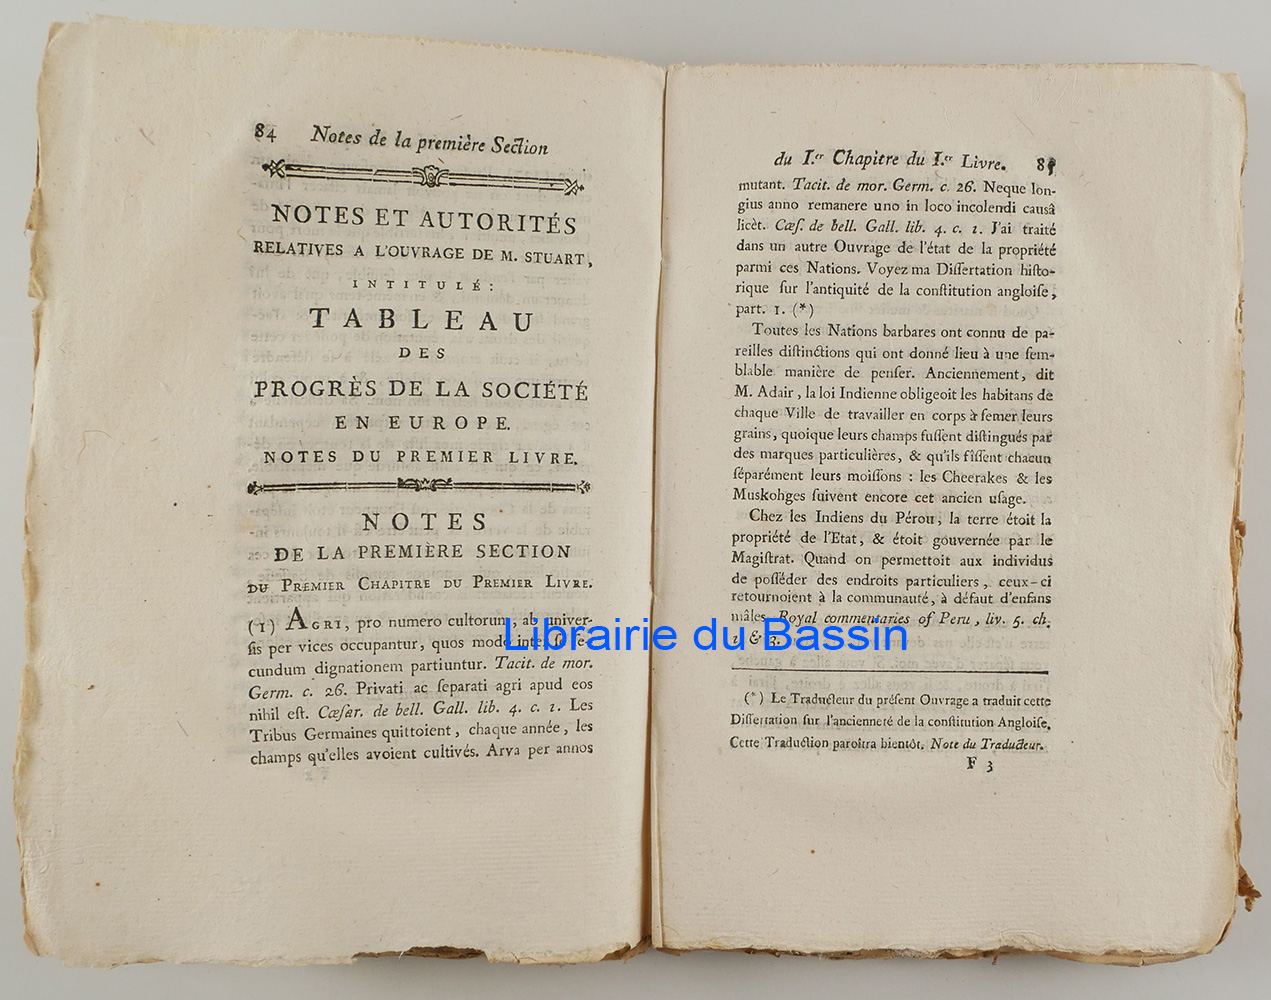 84 Notes de la première Section
NOTES ET AUTORITÉS
RELATIVES A L'OUVRAGE DE M. STUART,
INTITULÉ:
TABLEAU
DES
PROGRÈS DE LA SOCIÉTÉ
EN EUROPE.
NOTES DU PREMIER LIVRE.
NOTES
DE LA PREMIÈRE SECTION
DU PREMIER CHAPITRE DU PREMIER LIVRE.
(1) AGRI, pro numero cultorum, ab univer-
ſis per vices occupantur, quos modo inter ſe ſe-
cundum dignationem partiuntur. Tacit. de mor.
Germ. c. 26. Privati ac ſeparati agri apud eos
nihil eſt. Cæſar. de bell. Gall. lib. 4. c. 1. Les
Tribus Germaines quittoient, chaque année, les
champs qu'elles avoient cultivés. Arva per annos
du I.er Chapitre du I.er Livre. 85
mutant. Tacit. de mor. Germ. c. 26. Neque lon-
gius anno remanere uno in loco incolendi causâ
licèt. Cæſ. de bell. Gall. lib. 4. c. 1. J'ai traité
dans un autre Ouvrage de l'état de la propriété
parmi ces Nations. Voyez ma Diſſertation hiſto-
rique ſur l'antiquité de la conſtitution angloiſe,
part. 1. (*)
Toutes les Nations barbares ont connu de pa-
reilles diſtinctions qui ont donné lieu à une ſem-
blable manière de penſer. Anciennement, dit
M. Adair, la loi Indienne obligeoit les habitans de
chaque Ville de travailler en corps à ſemer leurs
grains, quoique leurs champs fuſſent diſtingués par
des marques particulières, & qu'ils fiſſent chacun
ſéparément leurs moiſſons : les Cheerakes & les
Muskohges ſuivent encore cet ancien uſage.
Chez les Indiens du Pérou; la terre étoit la
propriété de l'Etat, & étoit gouvernée par le
Magiſtrat. Quand on permettoit aux individus
de poſſéder des endroits particuliers, ceux-ci
retournoient à la communauté, à défaut d'enfans
mâles. Royal commentaries of Peru, liv. 5. ch.
1 & 3.
Librairie du Bassin
(*) Le Traducteur du préſent Ouvrage a traduit cette
Diſſertation ſur l'ancienneté de la conſtitution Angloiſe.
Cette Traduction paroîtra bientôt. Note du Traducteur.
F 3